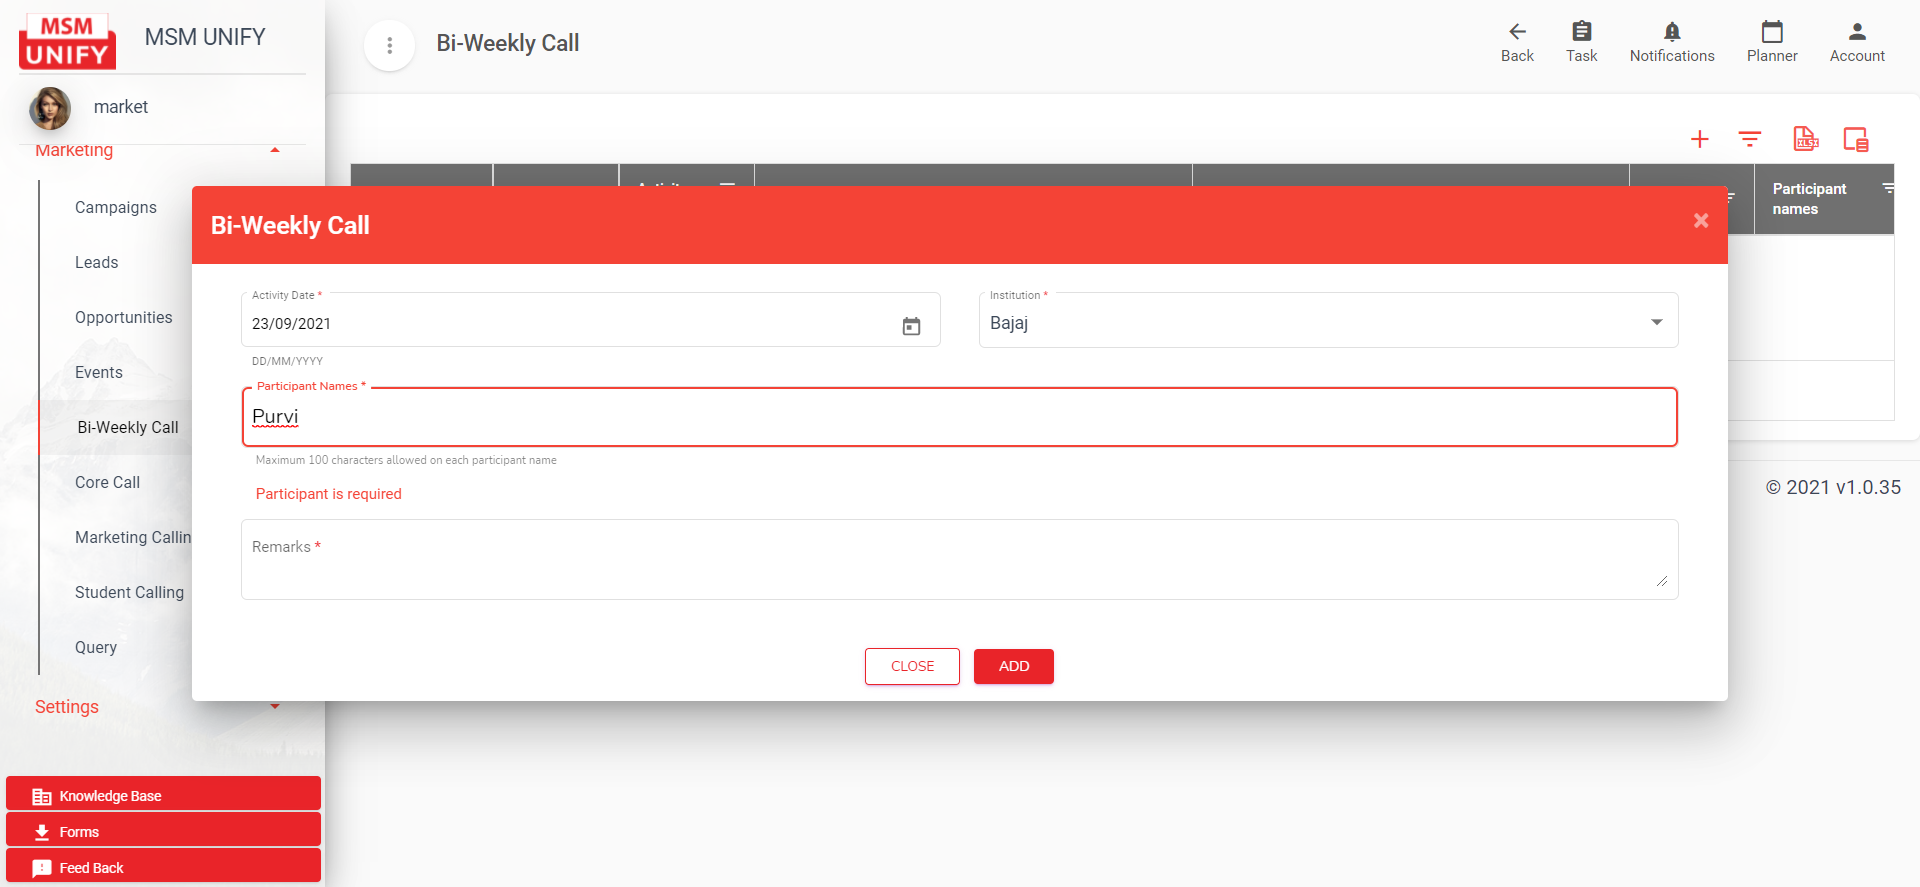 MSM
UNIFY
MSM UNIFY
market
Marketing
Campaigns
Leads
Opportunities
Events
Bi-Weekly Call
Core Call
Marketing Callin
Student Calling
Query
Settings
Knowledge Base
Forms
Feed Back
Bi-Weekly Call
Back
Task
Notifications
Planner
Account
XLSX
Activity
Participant
names
Bi-Weekly Call
Activity Date *
23/09/2021
DD/MM/YYYY
Institution *
Bajaj
Participant Names *
Purvi
Maximum 100 characters allowed on each participant name
Participant is required
Remarks *
CLOSE
ADD
© 2021 v1.0.35